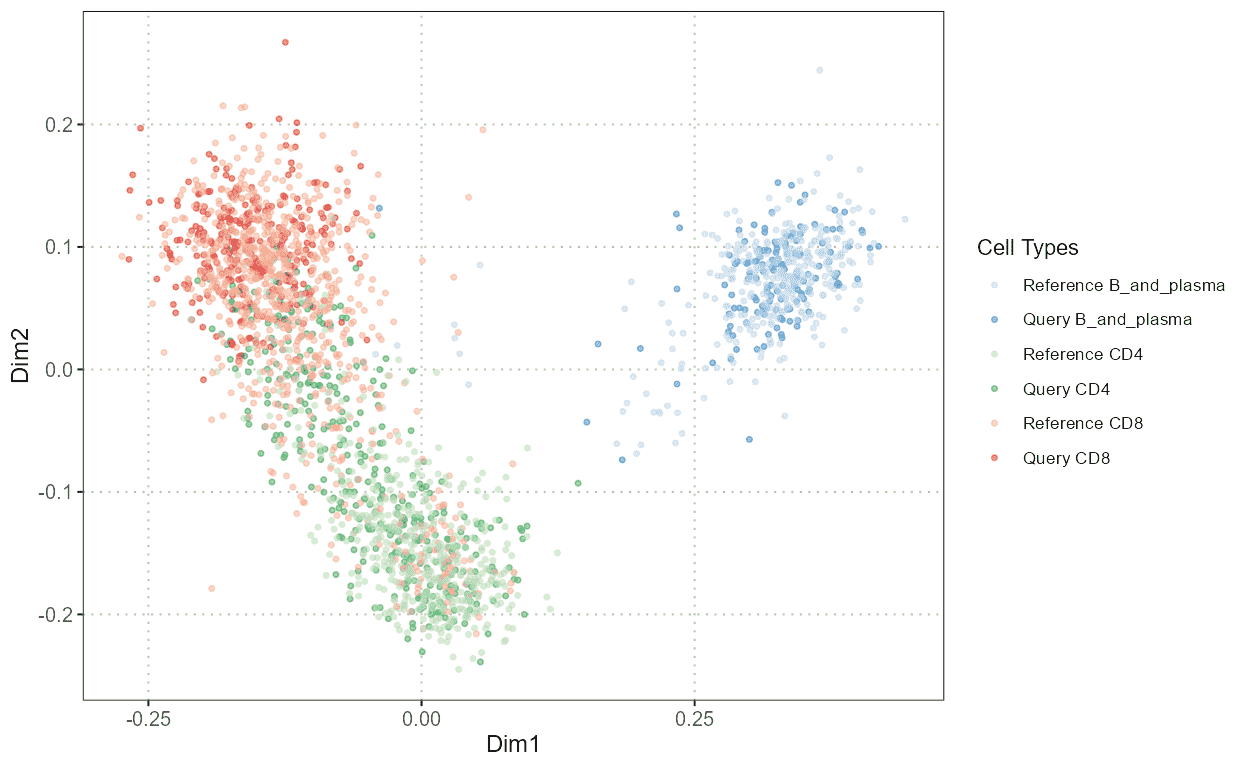 0.2
0.1
0.0
-0.1
-0.2
Dim2
-0.25
0.00
0.25
Dim1
Cell Types
Reference B_and_plasma
Query B_and_plasma
Reference CD4
Query CD4
Reference CD8
Query CD8